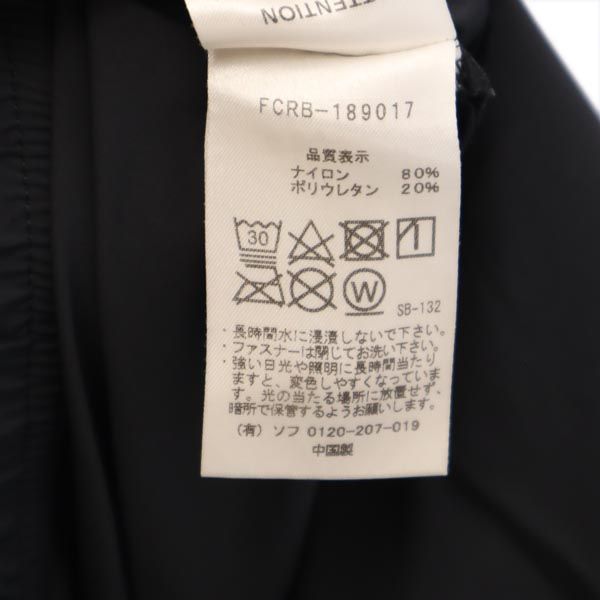 ATTENTION
FCRB-189017
品質表示
ナイロン 80%
ポリウレタン 20%
30
W
SB-132
・長時間水に浸漬しないで下さい。
・ファスナーは閉じてお洗い下さい。
・強い日光や照明に長時間当たり
ますと、変色しやすくなっていま
す。光の当たる場所に放置せず、
暗所で保管するようお願いします。
(有) ソフ 0120-207-019
中国製